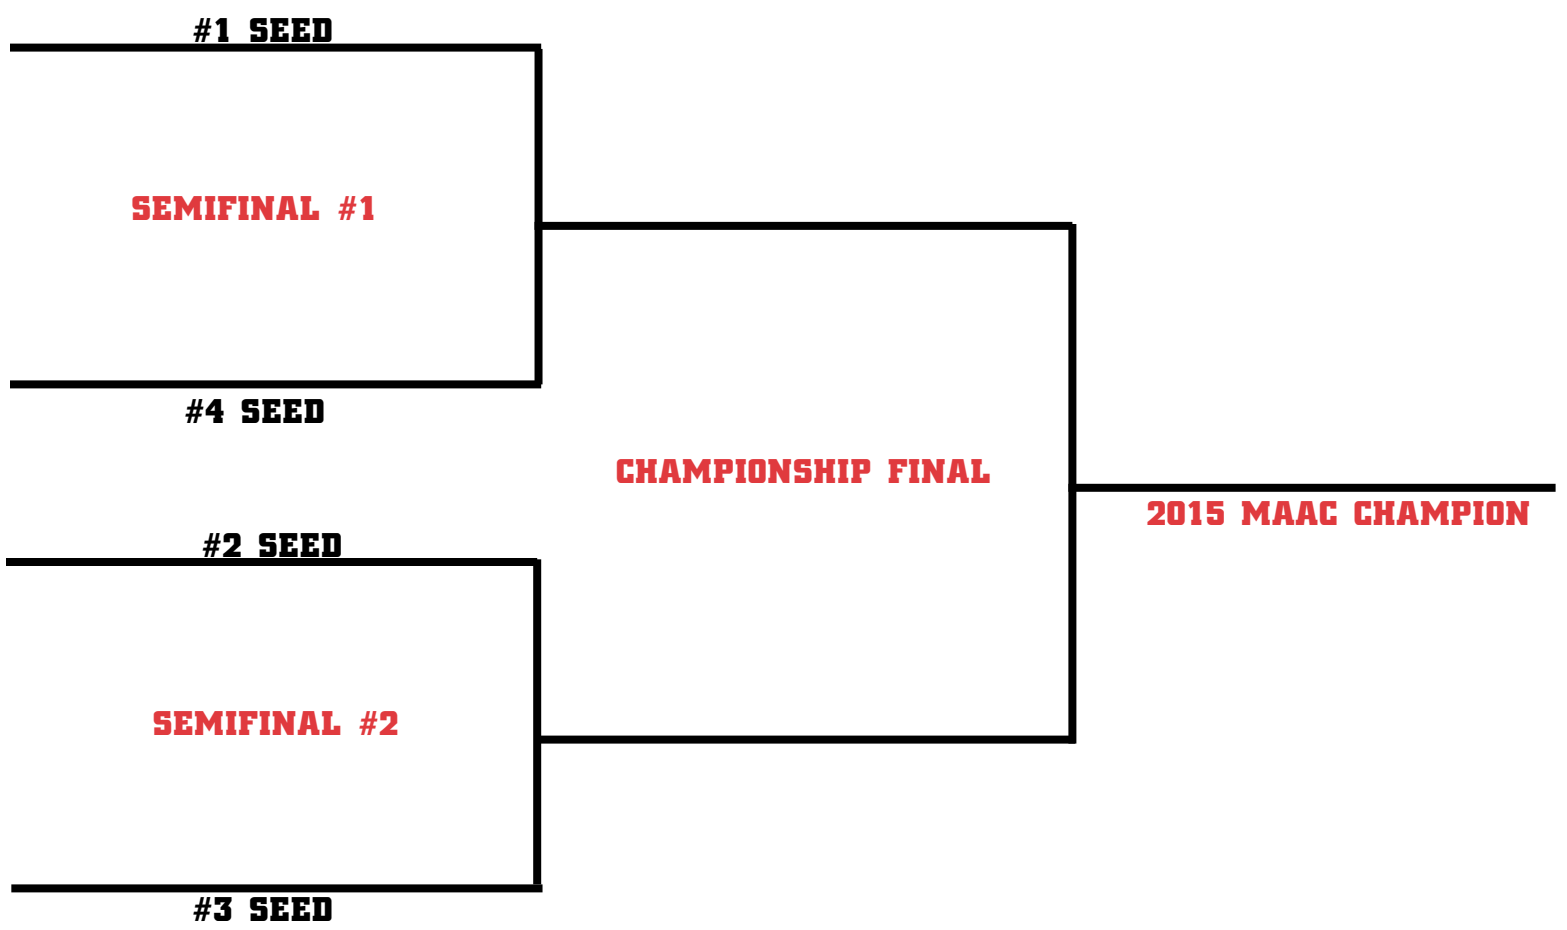 #1 SEED
SEMIFINAL #1
#4 SEED
CHAMPIONSHIP FINAL
2015 MAAC CHAMPION
#2 SEED
SEMIFINAL #2
#3 SEED